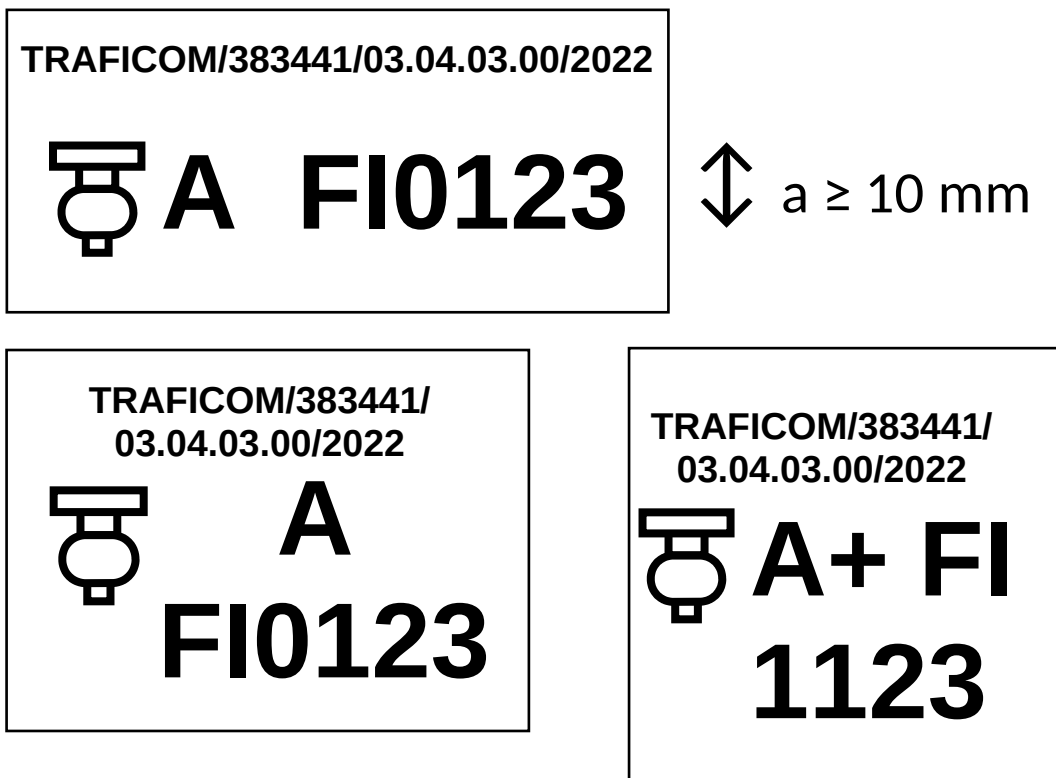 TRAFICOM/383441/03.04.03.00/2022
A FI0123
a ≥ 10 mm
TRAFICOM/383441/
03.04.03.00/2022
A
FI0123
TRAFICOM/383441/
03.04.03.00/2022
A+ FI
1123